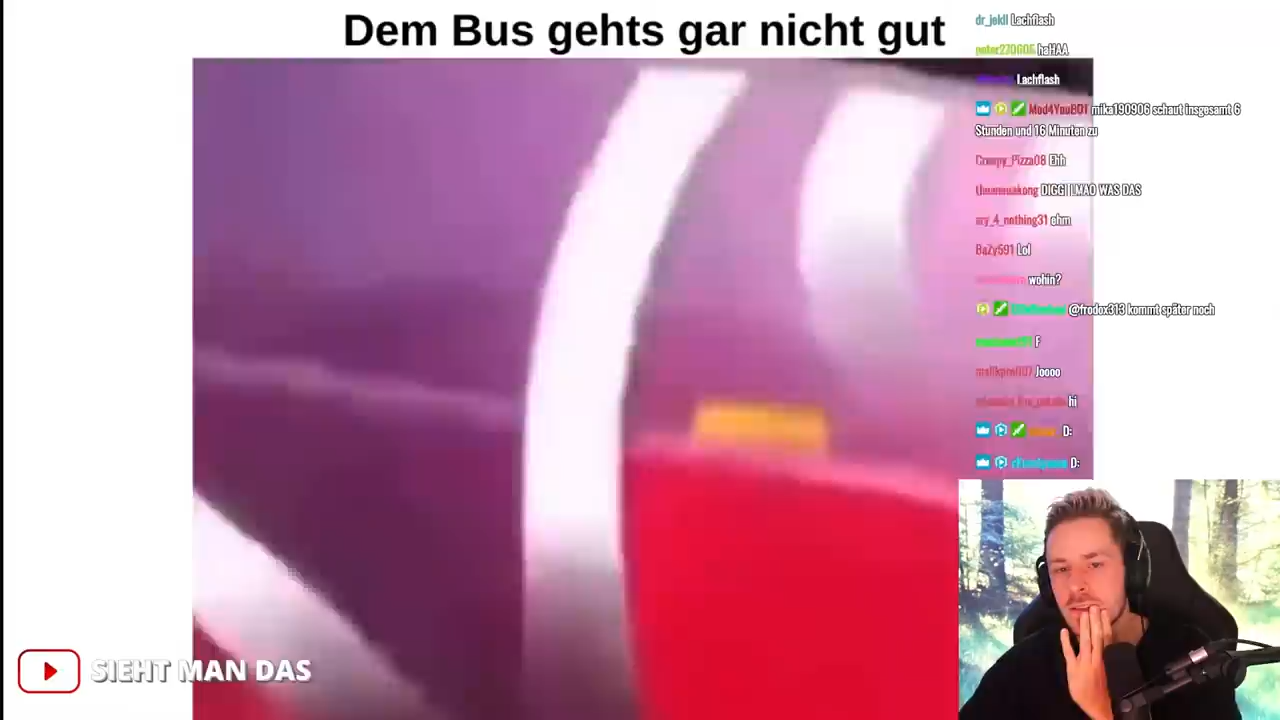 Dem Bus gehts gar nicht gut
dr_jekll Lachflash
peter270605 haHAA
Lachflash
Mod4YouBOT mika190906 schaut insgesamt 6
Stunden und 16 Minuten zu
Creepy_Pizza08 Ehh
DIGGI LMAO WAS DAS
ary_4_nothing31 ehm
BaZy591 Lol
wohin?
@frodox313 kommt später noch
F
Joooo
hi
D:
D:
SIEHT MAN DAS